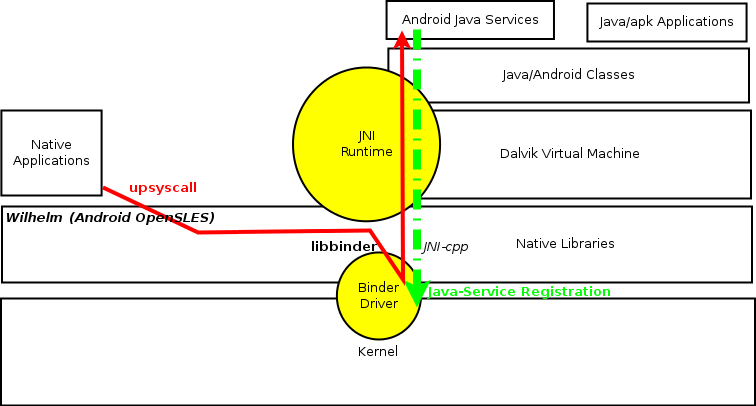 Android Java Services
Java/apk Applications
Java/Android Classes
JNI
Runtime
Native
Applications
Dalvik Virtual Machine
upsyscall
Wilhelm (Android OpenSLES)
libbinder
JNI-cpp
Native Libraries
Binder
Driver
Java-Service Registration
Kernel